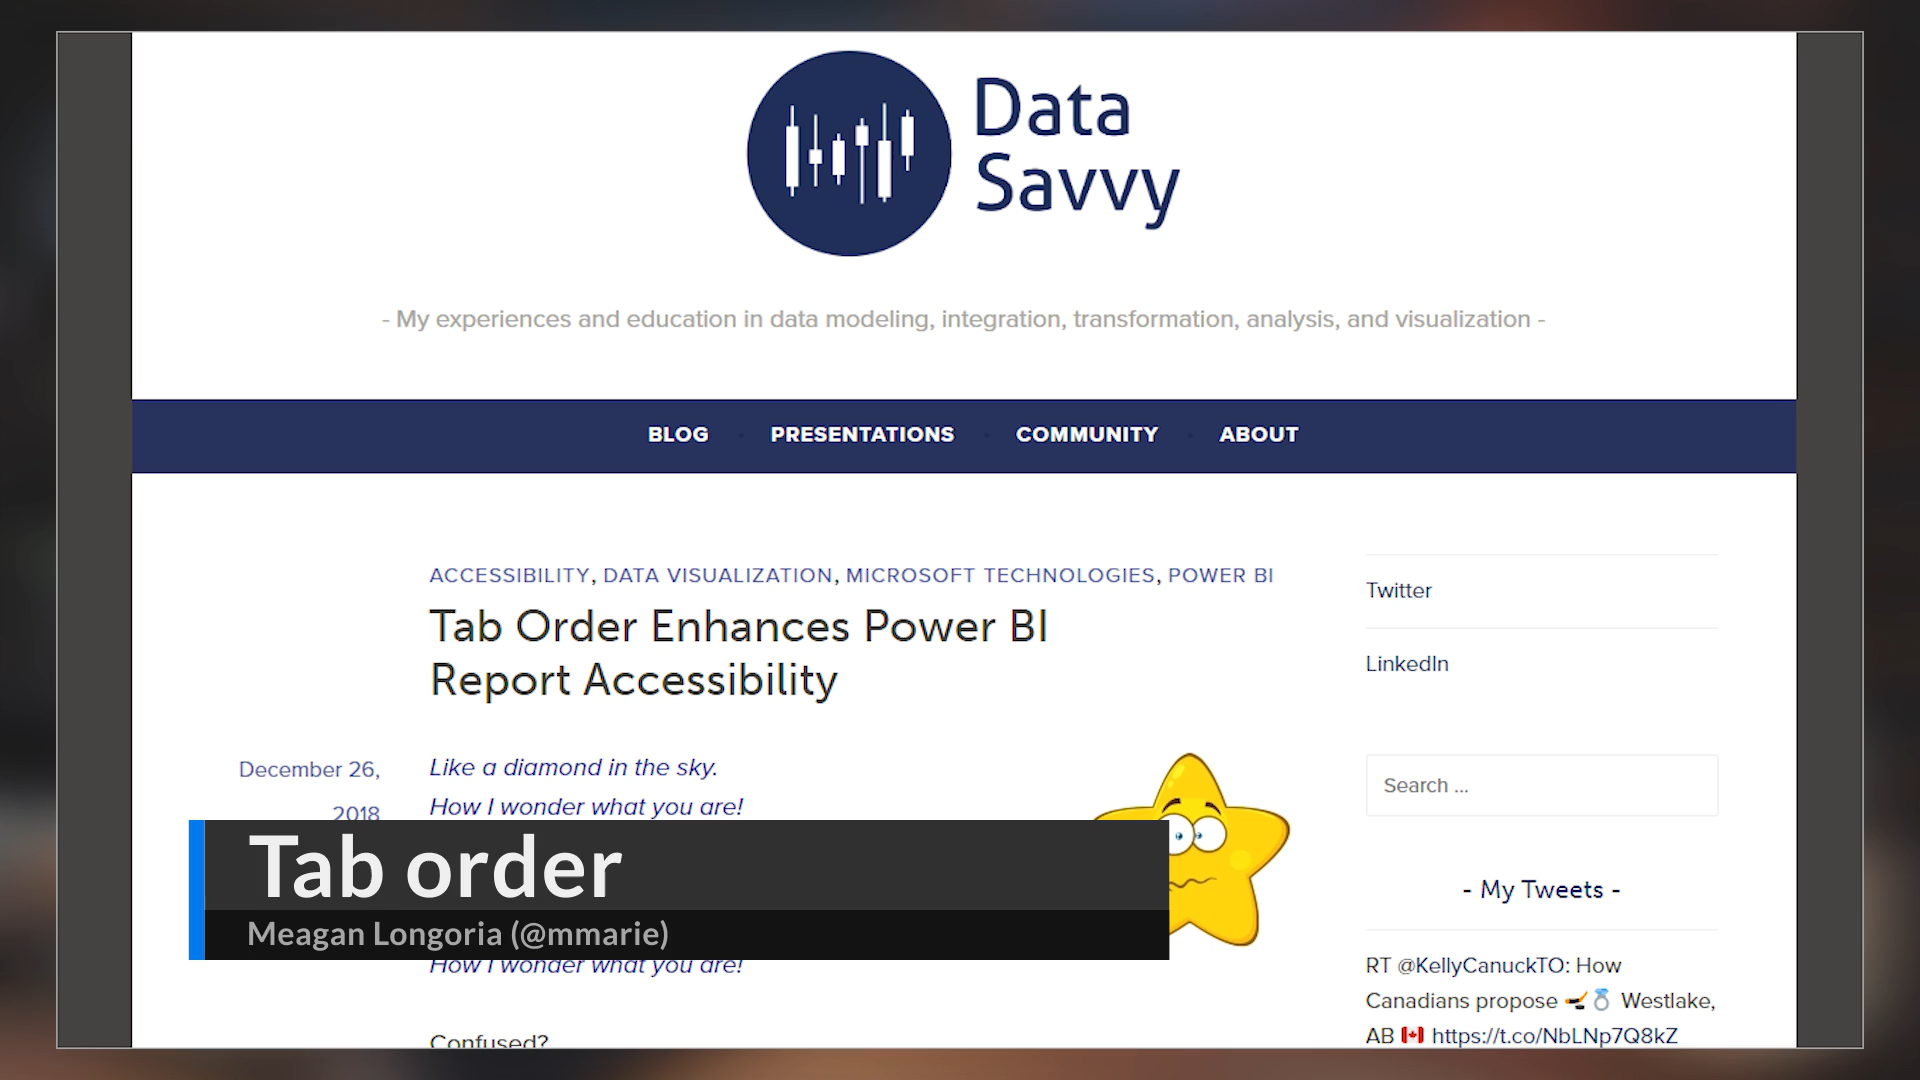 Data
Savvy
- My experiences and education in data modeling, integration, transformation, analysis, and visualization -
BLOG PRESENTATIONS COMMUNITY ABOUT
ACCESSIBILITY, DATA VISUALIZATION, MICROSOFT TECHNOLOGIES, POWER BI
Tab Order Enhances Power BI
Report Accessibility
December 26,
2018
Like a diamond in the sky.
How I wonder what you are!
Tab order
Meagan Longoria (@mmarie)
How I wonder what you are!
Confused?
Twitter
LinkedIn
Search ...
- My Tweets -
RT @KellyCanuckTO: How
Canadians propose 🏒💍 Westlake,
AB 🇨🇦 https://t.co/NbLNp7Q8kZ